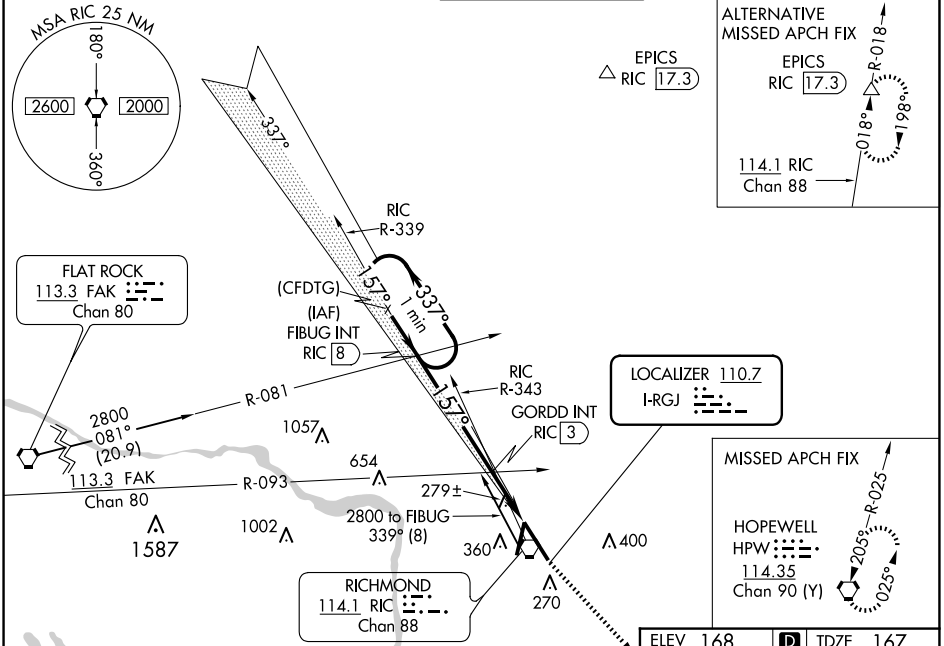 MSA RIC 25 NM
180°
2600
2000
360°
EPICS
RIC 17.3
ALTERNATIVE
MISSED APCH FIX
EPICS
RIC 17.3
R-018
018°
198°
114.1 RIC
Chan 88
337°
RIC
R-339
FLAT ROCK
113.3 FAK
Chan 80
(CFDTG)
(IAF)
FIBUG INT
RIC 8
157°
337°
1 min
RIC
R-343
157°
GORDD INT
RIC 3
LOCALIZER 110.7
I-RGJ
2800
081°
(20.9)
R-081
1057
654
113.3 FAK
Chan 80
R-093
279±
2800 to FIBUG
339° (8)
1587
1002
360
400
270
RICHMOND
114.1 RIC
Chan 88
MISSED APCH FIX
HOPEWELL
HPW
114.35
Chan 90 (Y)
R-025
205°
025°
ELEV 168
D
TDZE 167